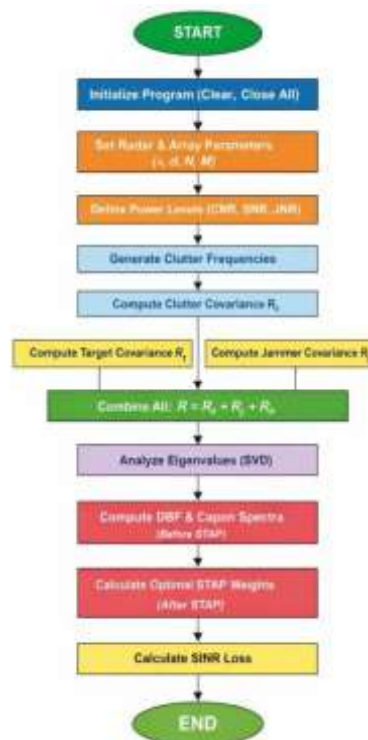 START
Initialize Program (Clear, Close All)
Set Radar & Array Parameters
d, N, M)
Define Power Levels (CNR, SNR, JNR)
Generate Clutter Frequencies
Compute Clutter Covariance R
Compute Target Covariance R
Compute Jammer Covariance R
Combine All: R = R + R + R
Analyze Eigenvalues (SVD)
Compute DBF & Capon Spectra
(Before STAP)
Calculate Optimal STAP Weights
(After STAP)
Calculate SINR Loss
END